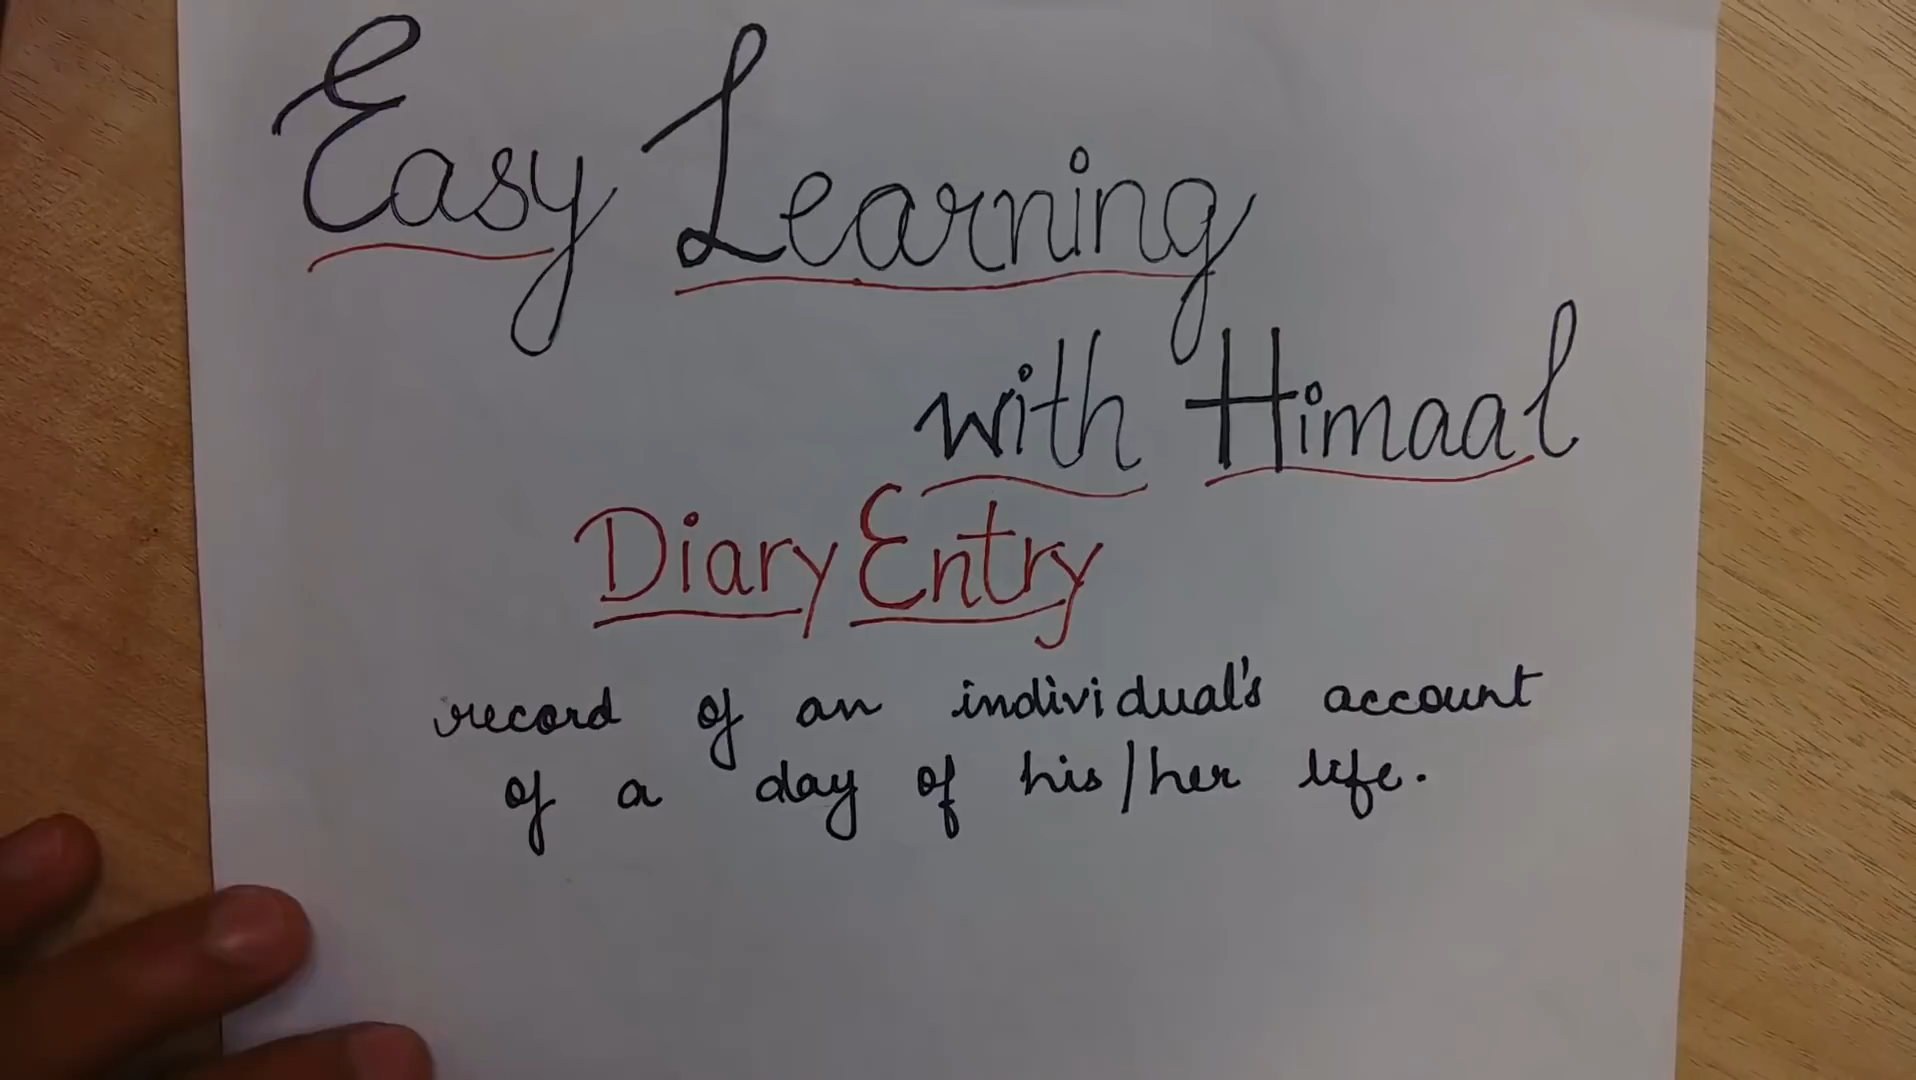 Easy Learning
with Himaal
Diary Entry
record of an individual's account
of a day of his/her life.